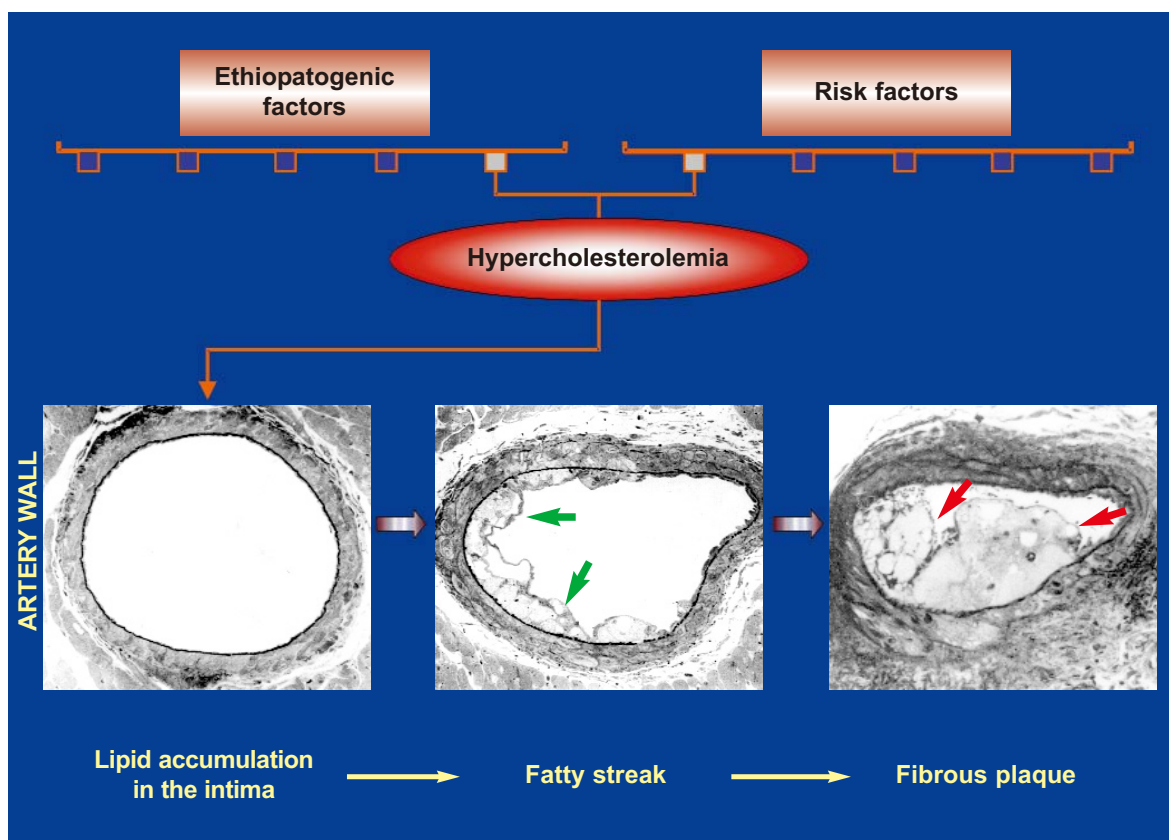 Ethiopatogenic
factors
Risk factors
Hypercholesterolemia
ARTERY WALL
Lipid accumulation
in the intima
Fatty streak
Fibrous plaque